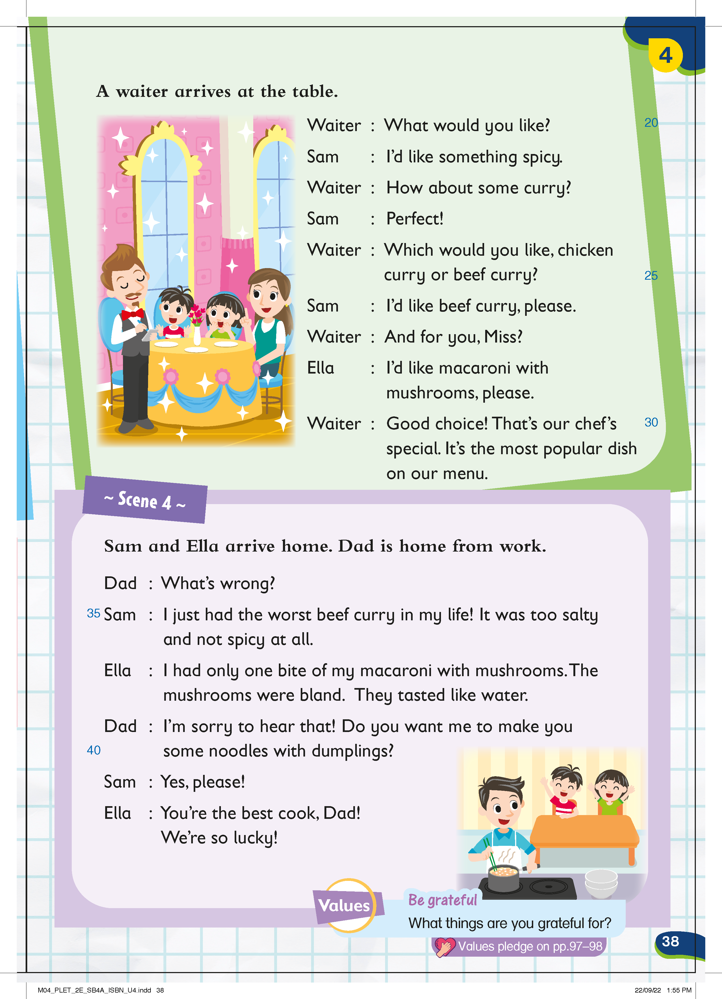 4
A waiter arrives at the table.
Waiter : What would you like? 20
Sam : I'd like something spicy.
Waiter : How about some curry?
Sam : Perfect!
Waiter : Which would you like, chicken
curry or beef curry? 25
Sam : I'd like beef curry, please.
Waiter : And for you, Miss?
Ella : I'd like macaroni with
mushrooms, please.
Waiter : Good choice! That's our chef's 30
special. It's the most popular dish
on our menu.
~ Scene 4 ~
Sam and Ella arrive home. Dad is home from work.
Dad : What's wrong?
35 Sam : I just had the worst beef curry in my life! It was too salty
and not spicy at all.
Ella : I had only one bite of my macaroni with mushrooms. The
mushrooms were bland. They tasted like water.
Dad : I'm sorry to hear that! Do you want me to make you
40 some noodles with dumplings?
Sam : Yes, please!
Ella : You're the best cook, Dad!
We're so lucky!
Values
Be grateful
What things are you grateful for?
Values pledge on pp.97–98
38
M04_PLET_2E_SB4A_ISBN_U4.indd 38 22/09/22 1:55 PM